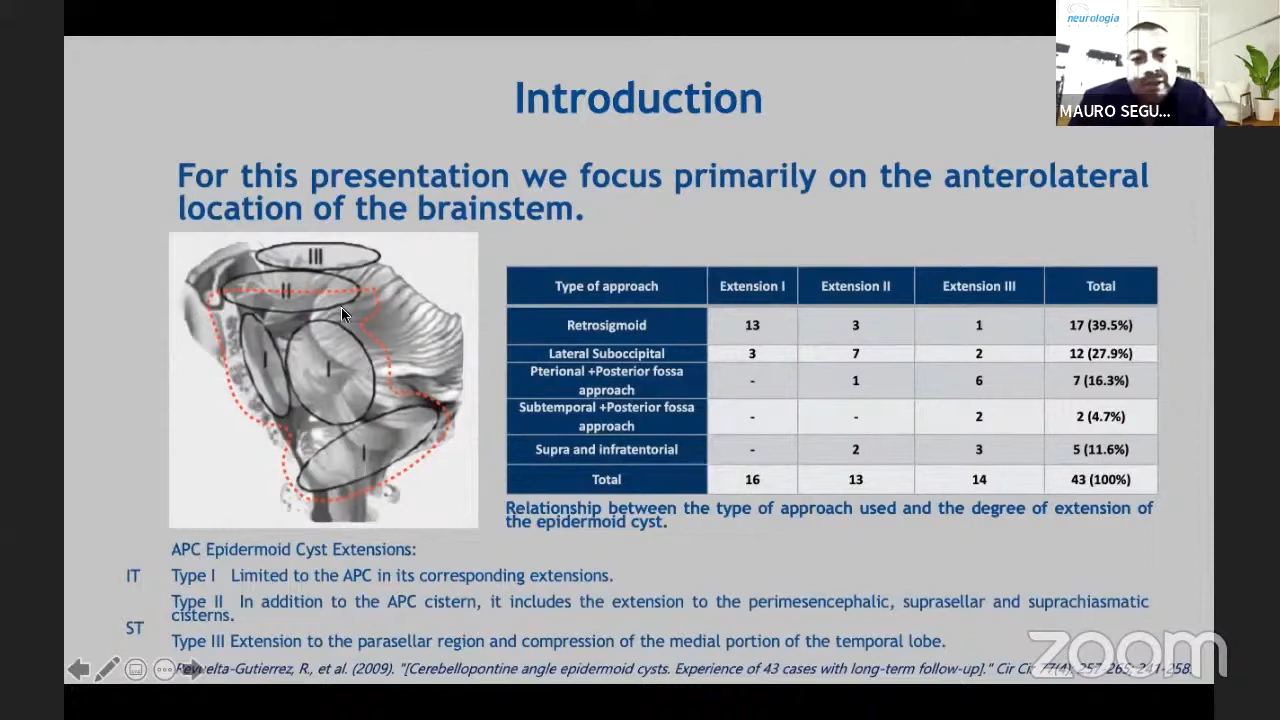 neurologia
MAURO SEGU...
Introduction
For this presentation we focus primarily on the anterolateral
location of the brainstem.
III
II
I
I
I
Type of approach Extension I Extension II Extension III Total
Retrosigmoid 13 3 1 17 (39.5%)
Lateral Suboccipital 3 7 2 12 (27.9%)
Pterional +Posterior fossa
approach - 1 6 7 (16.3%)
Subtemporal +Posterior fossa
approach - - 2 2 (4.7%)
Supra and infratentorial - 2 3 5 (11.6%)
Total 16 13 14 43 (100%)
Relationship between the type of approach used and the degree of extension of
the epidermoid cyst.
APC Epidermoid Cyst Extensions:
IT Type I Limited to the APC in its corresponding extensions.
Type II In addition to the APC cistern, it includes the extension to the perimesencephalic, suprasellar and suprachiasmatic
cisterns.
ST
Type III Extension to the parasellar region and compression of the medial portion of the temporal lobe.
Revuelta-Gutierrez, R., et al. (2009). "[Cerebellopontine angle epidermoid cysts. Experience of 43 cases with long-term follow-up]." Cir Cir 77(4): 257-265; 241-258.
zoom